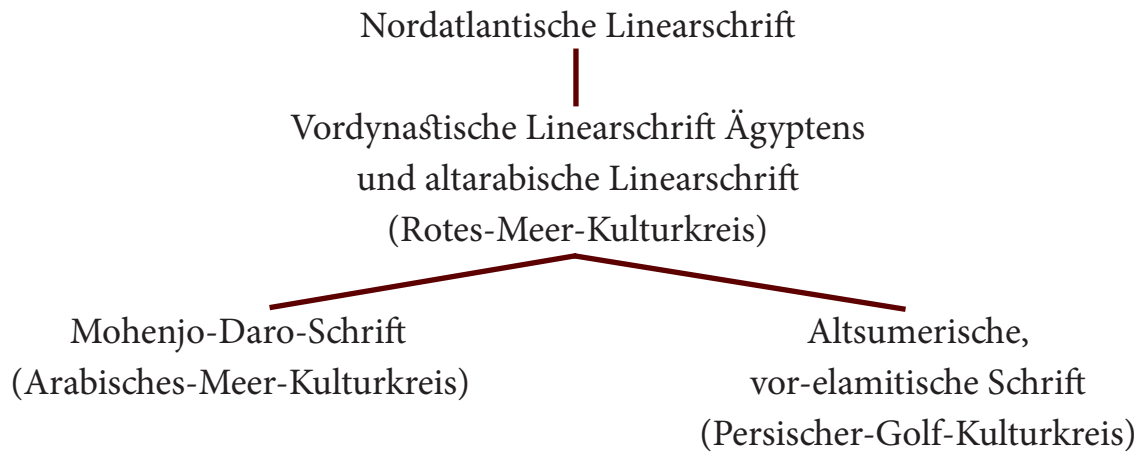 Nordatlantische Linearschrift
Vordynastische Linearschrift Ägyptens
und altarabische Linearschrift
(Rotes-Meer-Kulturkreis)
Mohenjo-Daro-Schrift
(Arabisches-Meer-Kulturkreis)
Altsumerische,
vor-elamitische Schrift
(Persischer-Golf-Kulturkreis)